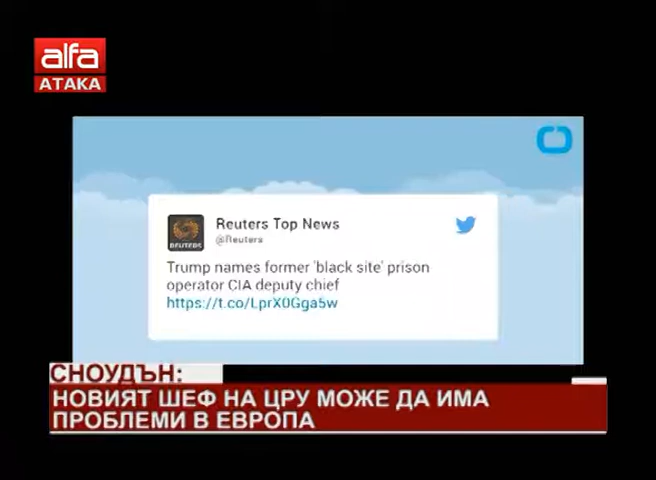 alfa
АТАКА
Reuters Top News
@Reuters
REUTERS
Trump names former 'black site' prison
operator CIA deputy chief
https://t.co/LprX0Gga5w
СНОУДЪН:
НОВИЯТ ШЕФ НА ЦРУ МОЖЕ ДА ИМА
ПРОБЛЕМИ В ЕВРОПА